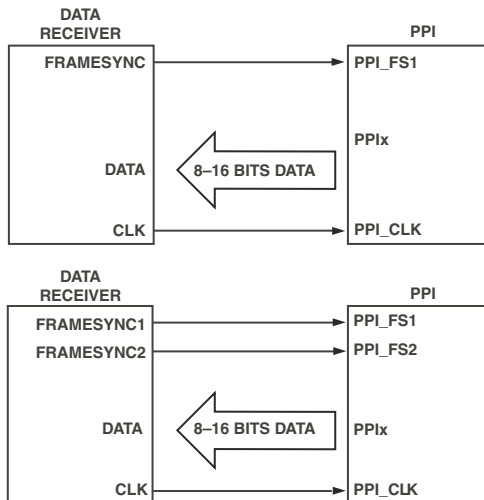 DATA
RECEIVER
PPI
FRAMESYNC
PPI_FS1
PPIx
DATA
8–16 BITS DATA
CLK
PPI_CLK
DATA
RECEIVER
PPI
FRAMESYNC1
PPI_FS1
FRAMESYNC2
PPI_FS2
DATA
8–16 BITS DATA
PPIx
CLK
PPI_CLK